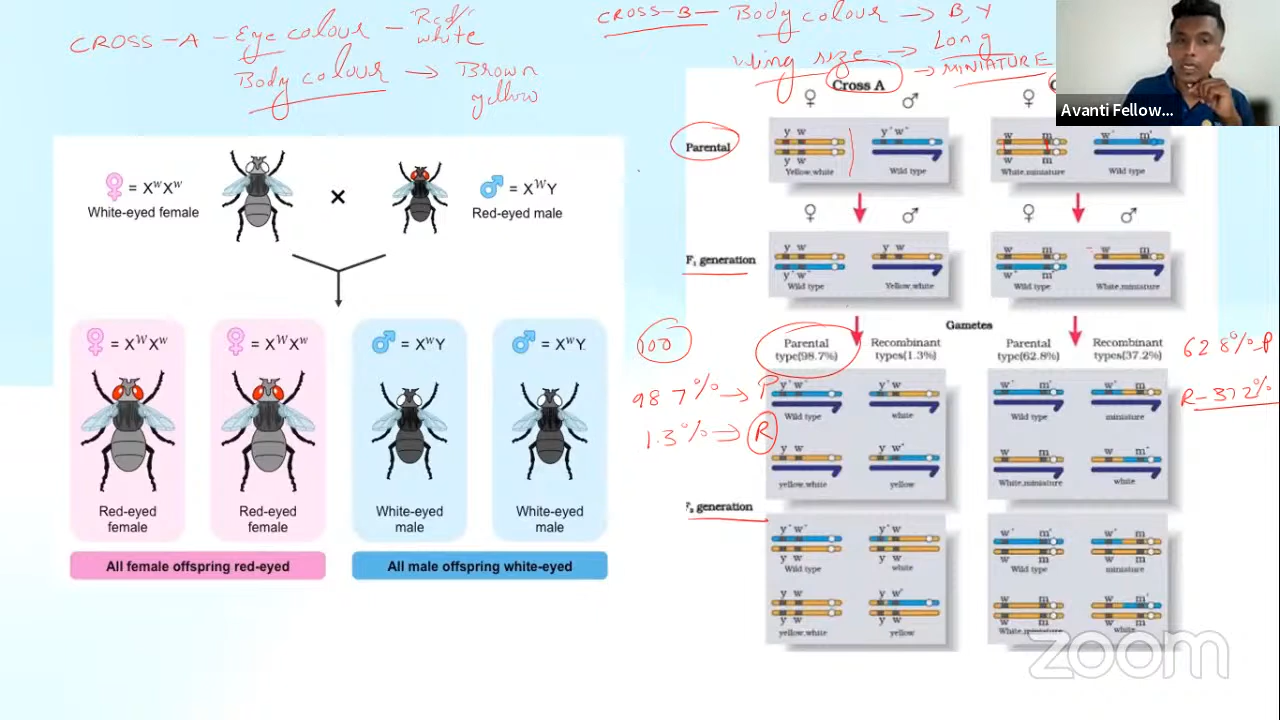 CROSS-A - Eye colour - Red/
white
Body colour → Brown
yellow
CROSS-B - Body colour → B, Y
wing size → Long
→ MINIATURE
Avanti Fellow...
♀ = XʷXʷ
White-eyed female
×
♂ = XᵂY
Red-eyed male
♀ = XᵂXʷ
♀ = XᵂXʷ
♂ = XʷY
♂ = XʷY
Red-eyed
female
Red-eyed
female
White-eyed
male
White-eyed
male
All female offspring red-eyed
All male offspring white-eyed
Cross A
♀ ♂ ♀
Parental
y w
y w
Yellow,white
y⁺ w⁺
Wild type
w m
w m
White,miniature
w⁺ m⁺
Wild type
♀ ♂ ♀ ♂
F₁ generation
y w
y⁺ w⁺
Wild type
y w
Yellow,white
w m
w⁺ m⁺
Wild type
w m
White,miniature
Gametes
Parental
type(98.7%)
Recombinant
types(1.3%)
Parental
type(62.8%)
Recombinant
types(37.2%)
100
98.7% → P
1.3% → R
62.8% - P
R - 37.2%
y⁺ w⁺
Wild type
y⁺ w
white
w⁺ m⁺
Wild type
w⁺ m
miniature
y w
yellow,white
y w⁺
yellow
w m
White,miniature
w m⁺
white
F₂ generation
y⁺ w⁺
y w
Wild type
y⁺ w
y w
white
w⁺ m⁺
w m
Wild type
w⁺ m
w m
miniature
y w
y w
yellow,white
y w⁺
y w
yellow
w m
w m
White,miniature
w m⁺
w m
white
zoom